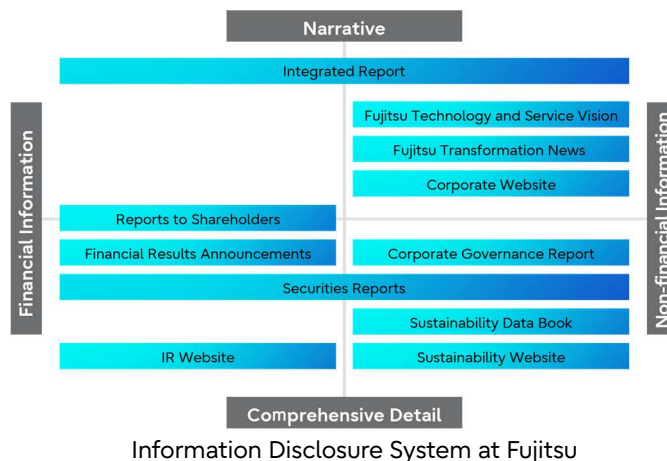 Narrative
Integrated Report
Fujitsu Technology and Service Vision
Fujitsu Transformation News
Corporate Website
Financial Information
Non-financial Information
Reports to Shareholders
Financial Results Announcements
Corporate Governance Report
Securities Reports
Sustainability Data Book
IR Website
Sustainability Website
Comprehensive Detail
Information Disclosure System at Fujitsu